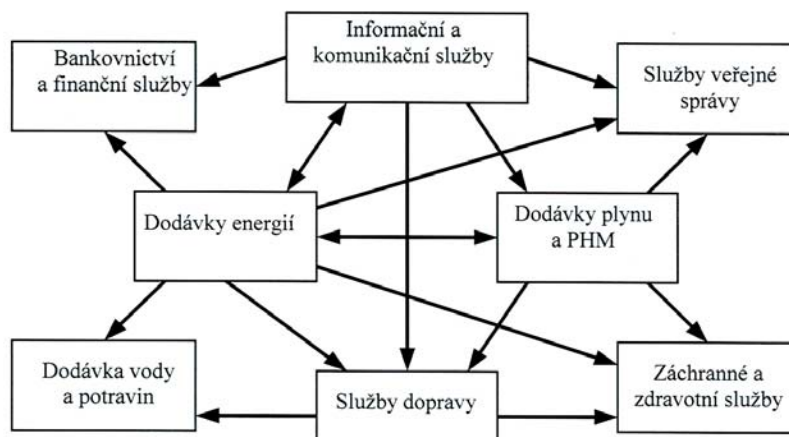 Informační a
komunikační služby
Bankovnictví
a finanční služby
Služby veřejné
správy
Dodávky energií
Dodávky plynu
a PHM
Dodávka vody
a potravin
Služby dopravy
Záchranné a
zdravotní služby